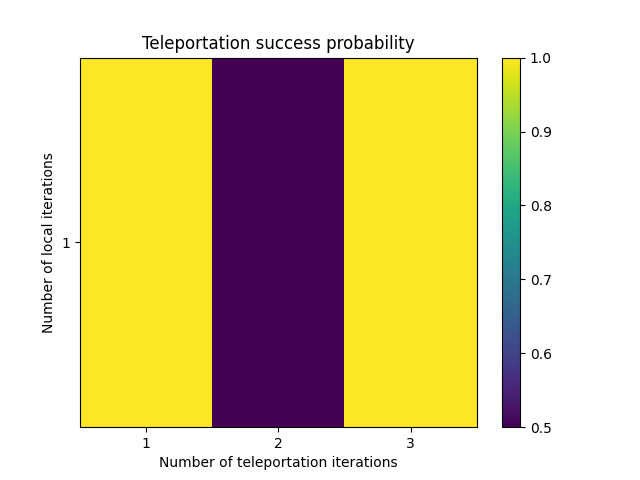 Teleportation success probability
Number of local iterations
1
1 2 3
Number of teleportation iterations
1.0
0.9
0.8
0.7
0.6
0.5